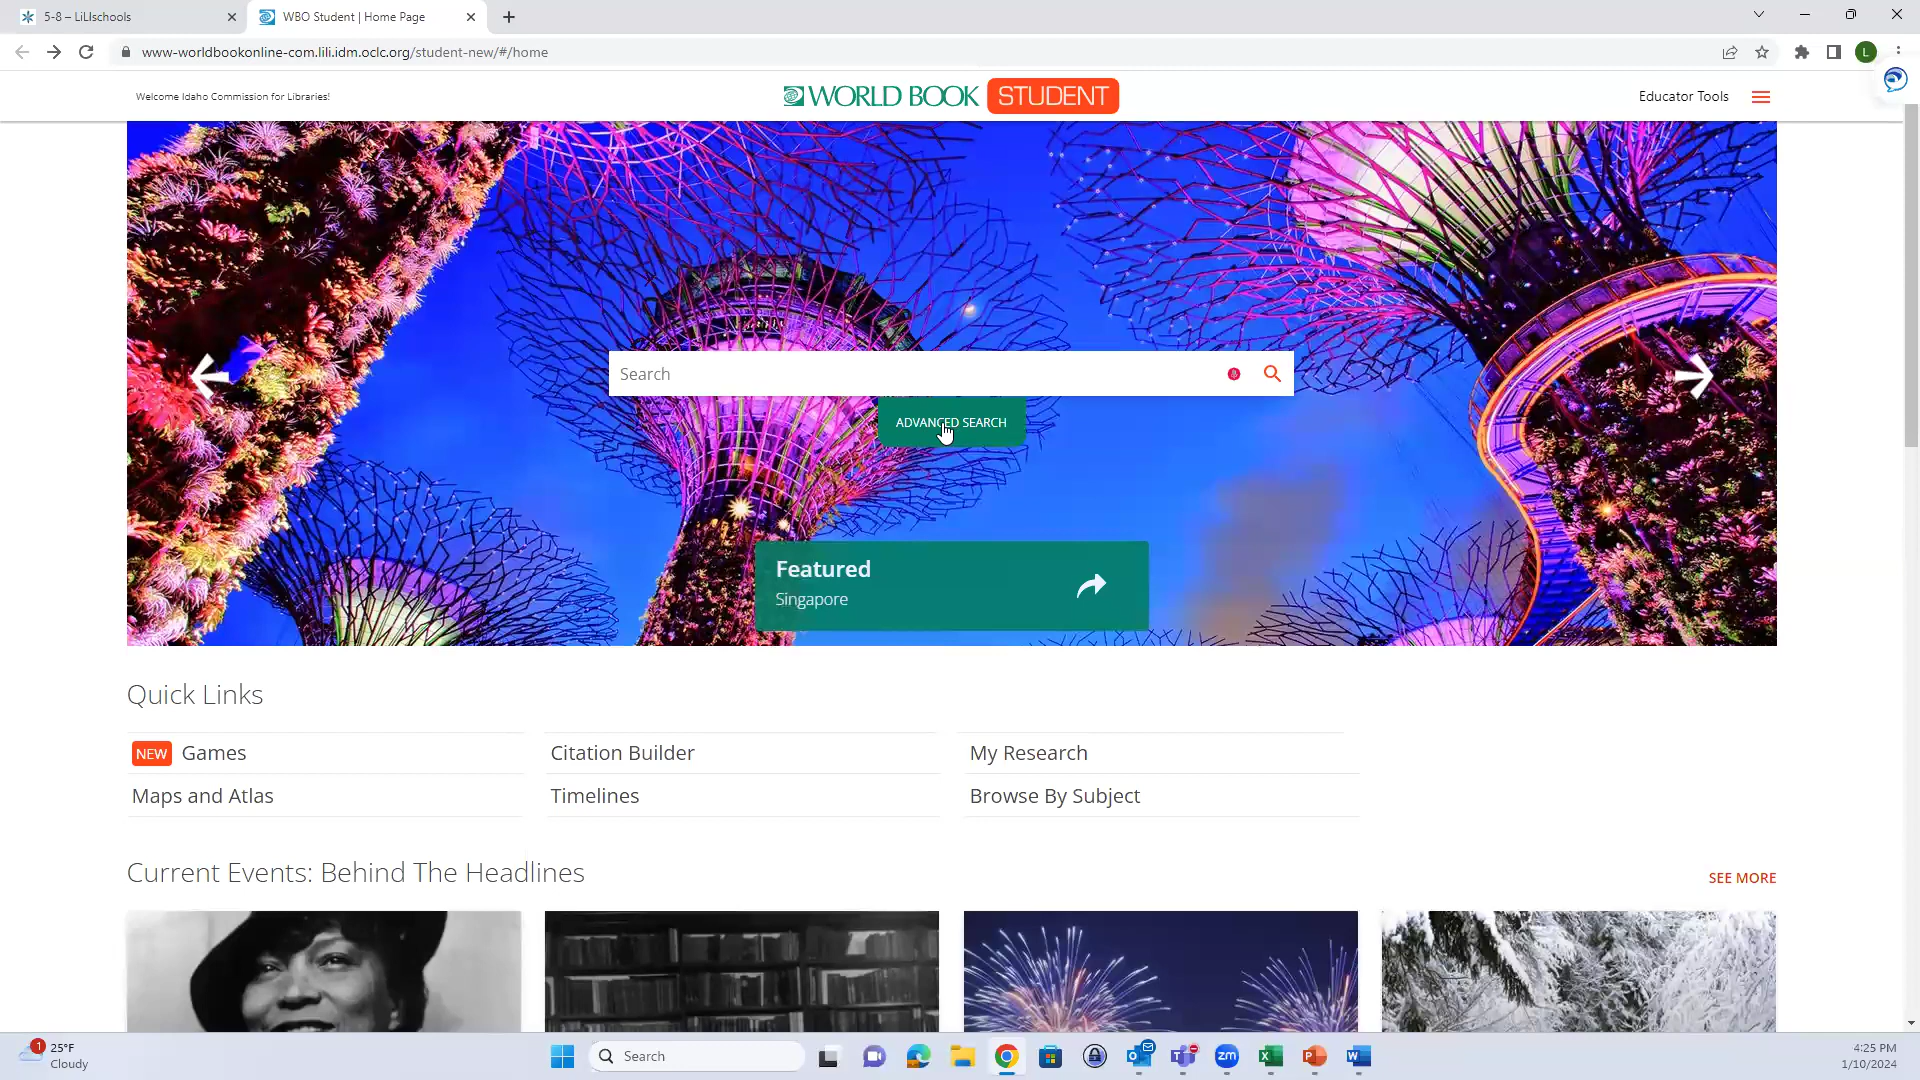 5-8 – LiLIschools
WBO Student | Home Page
www-worldbookonline-com.lili.idm.oclc.org/student-new/#/home
L
Welcome Idaho Commission for Libraries!
WORLD BOOK STUDENT
Educator Tools
Search
ADVANCED SEARCH
Featured
Singapore
Quick Links
NEW Games
Citation Builder
My Research
Maps and Atlas
Timelines
Browse By Subject
Current Events: Behind The Headlines
SEE MORE
1
25°F
Cloudy
Search
zm
4:25 PM
1/10/2024